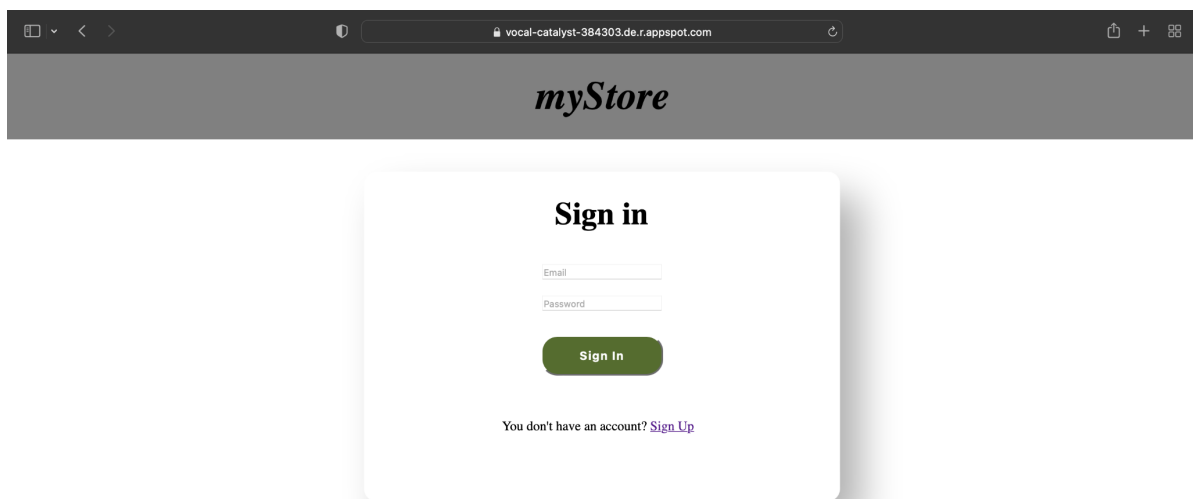 vocal-catalyst-384303.de.r.appspot.com
myStore
Sign in
Email
Password
Sign In
You don't have an account? Sign Up